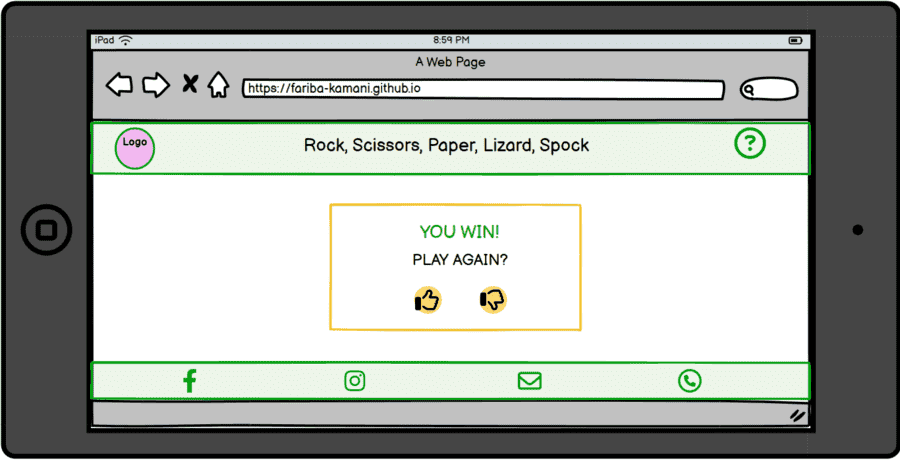 iPad
8:59 PM
A Web Page
https://fariba-kamani.github.io
Logo
Rock, Scissors, Paper, Lizard, Spock
?
YOU WIN!
PLAY AGAIN?